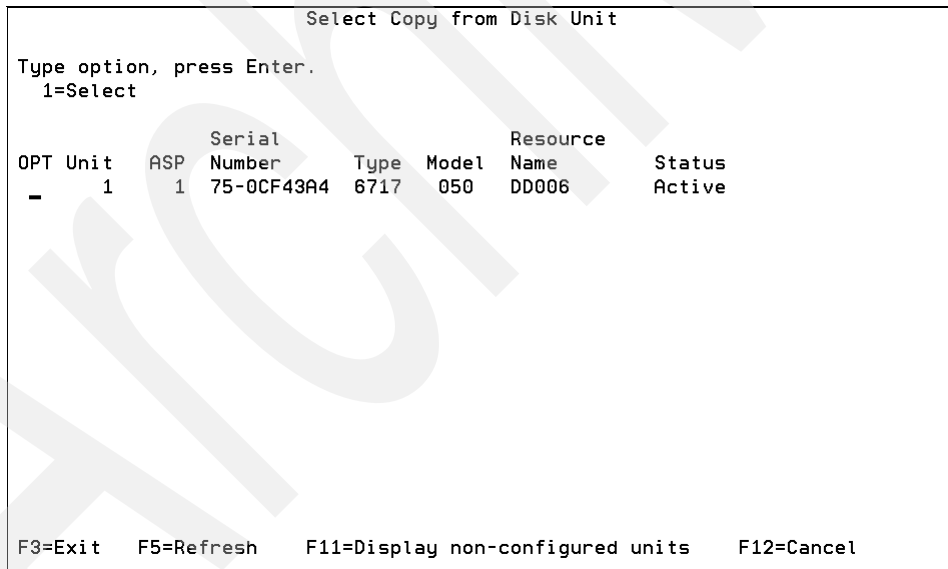 Select Copy from Disk Unit
Type option, press Enter.
1=Select
Serial Resource
OPT Unit ASP Number Type Model Name Status
_ 1 1 75-0CF43A4 6717 050 DD006 Active
F3=Exit F5=Refresh F11=Display non-configured units F12=Cancel